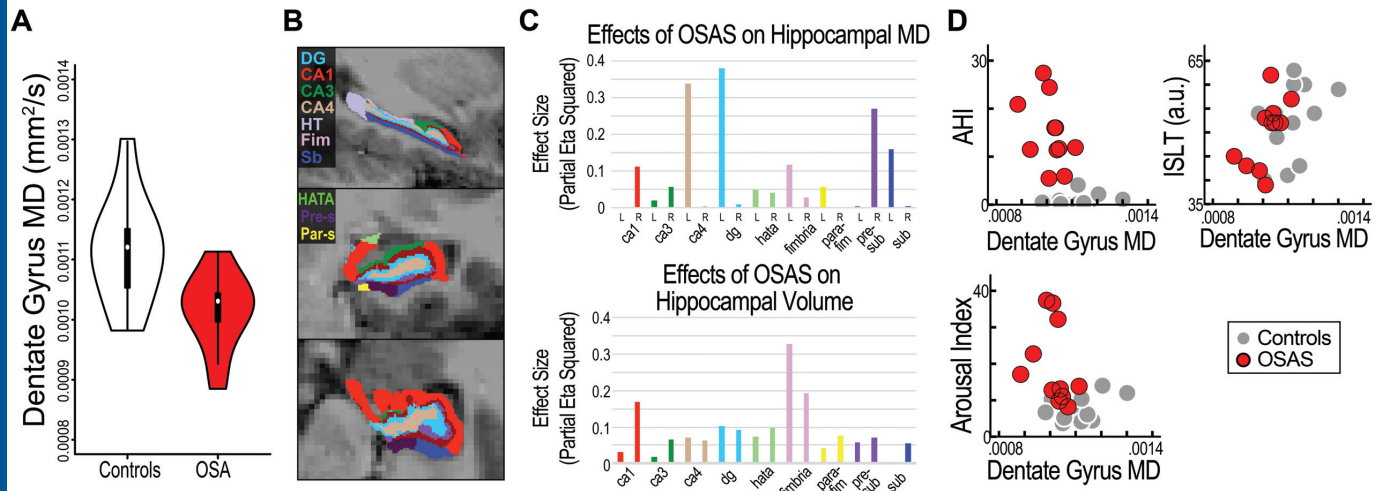 A
Dentate Gyrus MD (mm²/s)
0.0014
0.0013
0.0012
0.0011
0.0010
0.0009
0.0008
Controls OSA
B
DG
CA1
CA3
CA4
HT
Fim
Sb
HATA
Pre-s
Par-s
C
Effects of OSAS on Hippocampal MD
Effect Size
(Partial Eta Squared)
0.4
0.3
0.2
0.1
0
L R L R L R L R L R L R L R L R L R
ca1 ca3 ca4 dg hata fimbria para-fim pre-sub sub
Effects of OSAS on
Hippocampal Volume
Effect Size
(Partial Eta Squared)
0.4
0.3
0.2
0.1
0
ca1 ca3 ca4 dg hata fimbria para-fim pre-sub sub
D
AHI
30
0
.0008 .0014
Dentate Gyrus MD
ISLT (a.u.)
65
35
.0008 .0014
Dentate Gyrus MD
Arousal Index
40
0
.0008 .0014
Dentate Gyrus MD
Controls
OSAS